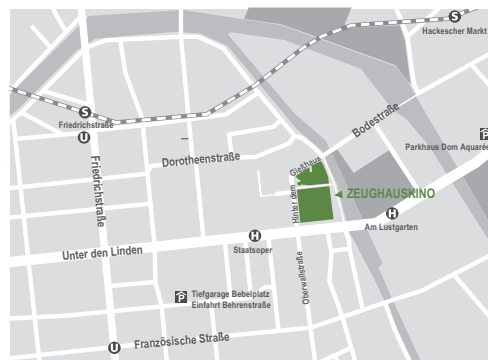 S
Hackescher Markt
S
Friedrichstraße
U
Bodestraße
P
Parkhaus Dom Aquarée
Dorotheenstraße
Friedrichstraße
Hinter dem Gießhaus
ZEUGHAUSKINO
H
Am Lustgarten
Unter den Linden
H
Staatsoper
Oberwallstraße
P
Tiefgarage Bebelplatz
Einfahrt Behrenstraße
U
Französische Straße